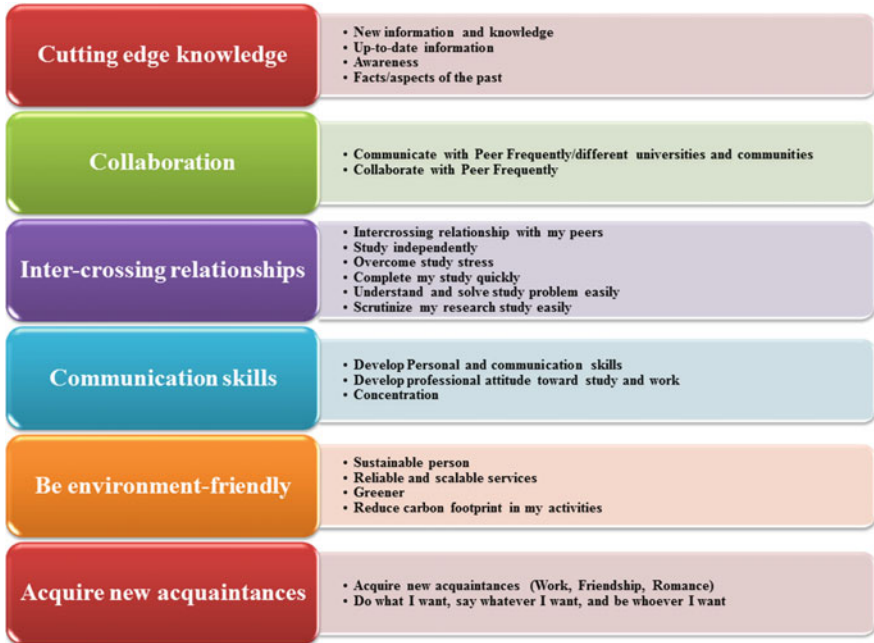 Cutting edge knowledge
• New information and knowledge
• Up-to-date information
• Awareness
• Facts/aspects of the past
Collaboration
• Communicate with Peer Frequently/different universities and communities
• Collaborate with Peer Frequently
Inter-crossing relationships
• Intercrossing relationship with my peers
• Study independently
• Overcome study stress
• Complete my study quickly
• Understand and solve study problem easily
• Scrutinize my research study easily
Communication skills
• Develop Personal and communication skills
• Develop professional attitude toward study and work
• Concentration
Be environment-friendly
• Sustainable person
• Reliable and scalable services
• Greener
• Reduce carbon footprint in my activities
Acquire new acquaintances
• Acquire new acquaintances (Work, Friendship, Romance)
• Do what I want, say whatever I want, and be whoever I want